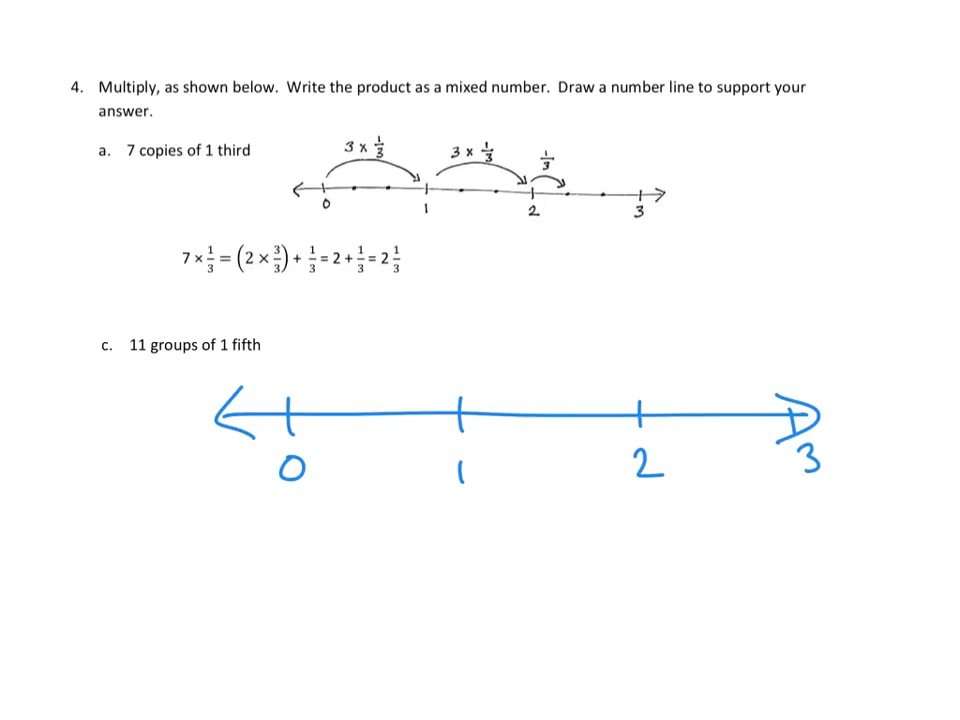 4. Multiply, as shown below. Write the product as a mixed number. Draw a number line to support your
answer.
a. 7 copies of 1 third
3 x 1/3 3 x 1/3 1/3
0 1 2 3
7 × 1/3 = (2 × 3/3) + 1/3 = 2 + 1/3 = 2 1/3
c. 11 groups of 1 fifth
0 1 2 3